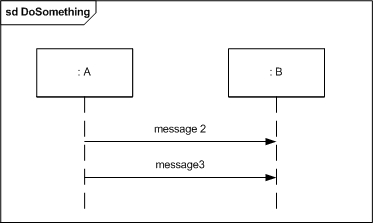 sd DoSomething
: A
: B
message 2
message3